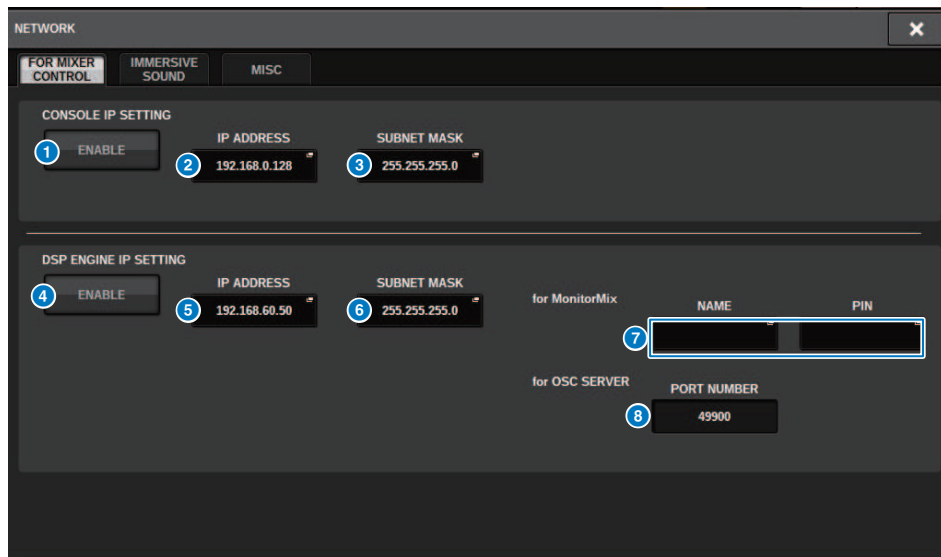 NETWORK
FOR MIXER CONTROL
IMMERSIVE SOUND
MISC
CONSOLE IP SETTING
1 ENABLE
IP ADDRESS
2 192.168.0.128
SUBNET MASK
3 255.255.255.0
DSP ENGINE IP SETTING
4 ENABLE
IP ADDRESS
5 192.168.60.50
SUBNET MASK
6 255.255.255.0
for MonitorMix
NAME
PIN
7
for OSC SERVER
PORT NUMBER
8 49900